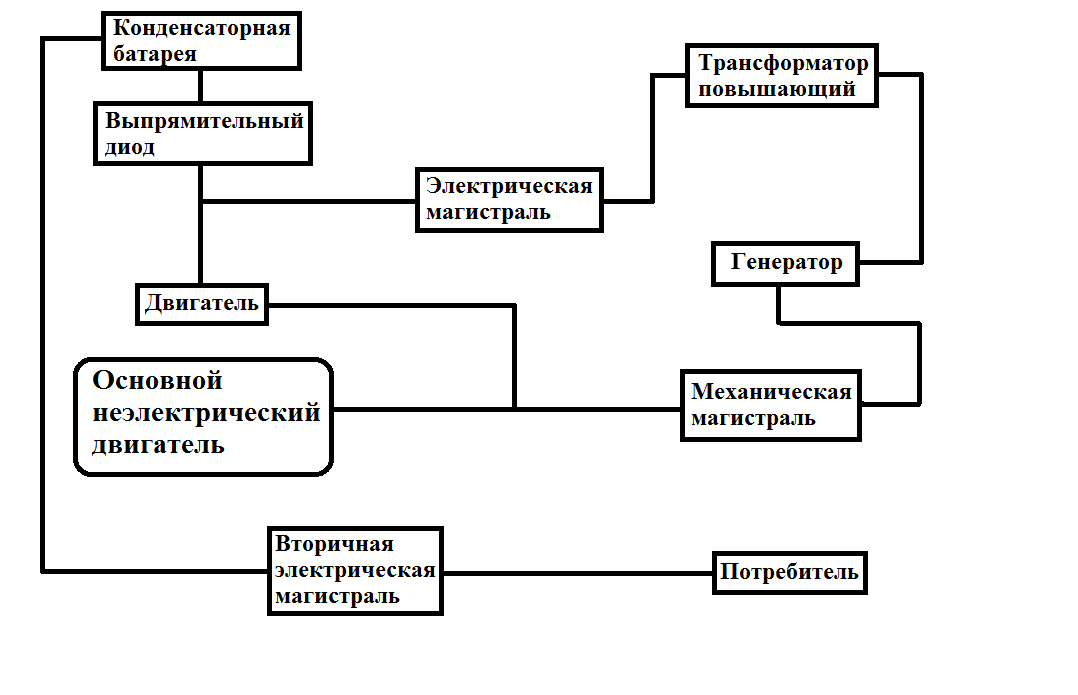 Конденсаторная
батарея
Трансформатор
повышающий
Выпрямительный
диод
Электрическая
магистраль
Генератор
Двигатель
Основной
неэлектрический
двигатель
Механическая
магистраль
Вторичная
электрическая
магистраль
Потребитель